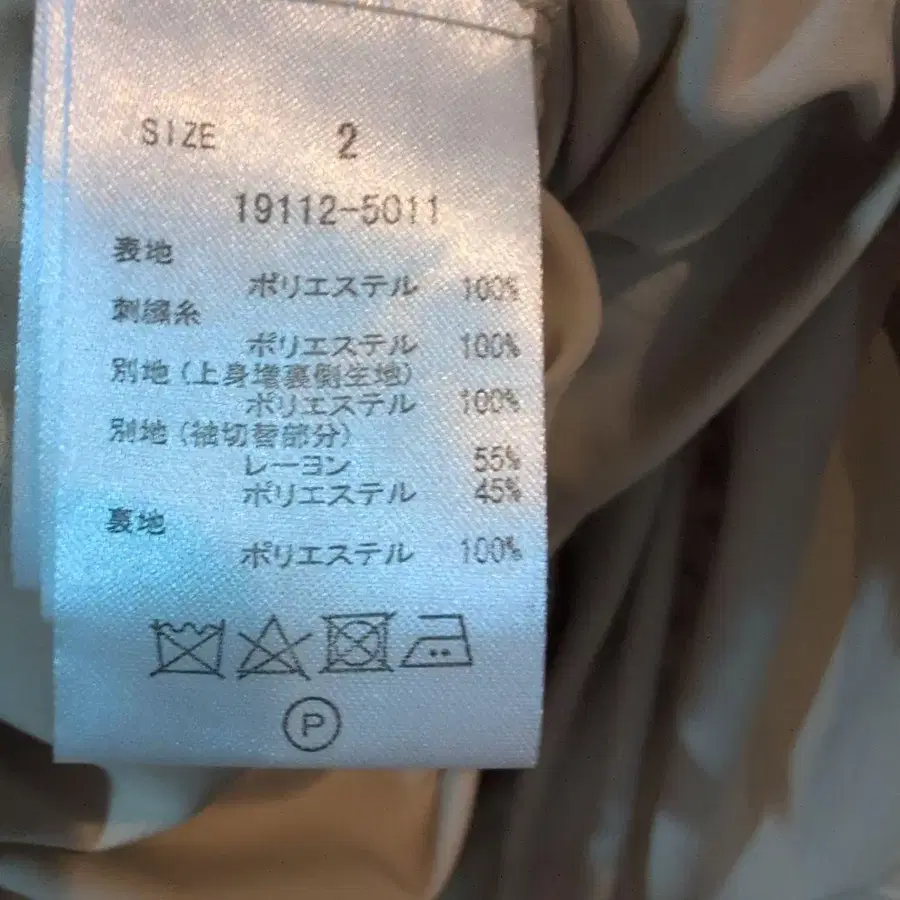 SIZE 2
19112-5011
表地
ポリエステル 100%
刺繍糸
ポリエステル 100%
別地(上身増裏側生地)
ポリエステル 100%
別地(袖切替部分)
レーヨン 55%
ポリエステル 45%
裏地
ポリエステル 100%
P